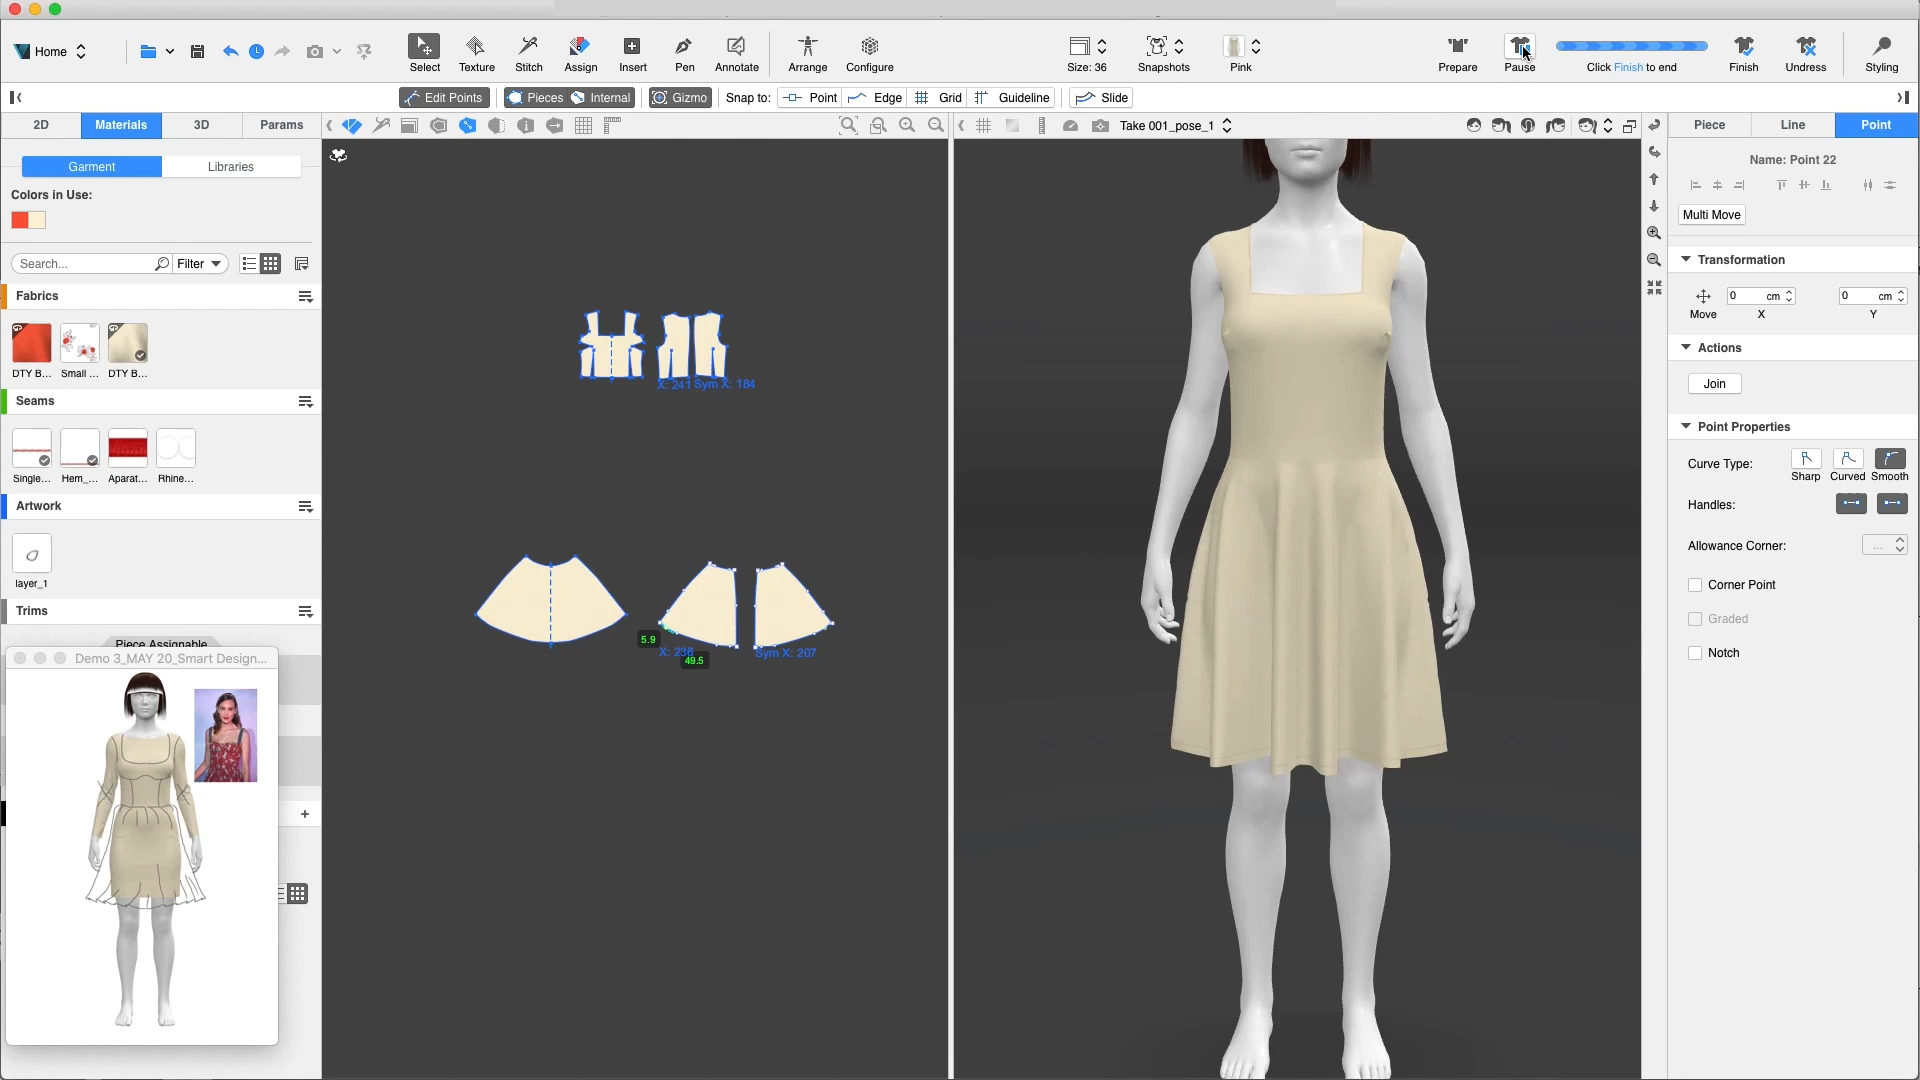 Home
Select
Texture
Stitch
Assign
Insert
Pen
Annotate
Arrange
Configure
Size: 36
Snapshots
Pink
Prepare
Pause
Click Finish to end
Finish
Undress
Styling
Edit Points
Pieces
Internal
Gizmo
Snap to:
Point
Edge
Grid
Guideline
Slide
2D
Materials
3D
Params
Take 001_pose_1
Piece
Line
Point
Garment
Libraries
Colors in Use:
Search...
Filter
Fabrics
DTY B...
Small ...
DTY B...
Seams
Single...
Hem_...
Aparat...
Rhine...
Artwork
layer_1
Trims
Piece Assignable
Demo 3_MAY 20_Smart Design...
X: 241
Sym X: 184
5.9
X: 236
49.5
Sym X: 207
Name: Point 22
Multi Move
Transformation
0 cm
0 cm
Move
X
Y
Actions
Join
Point Properties
Curve Type:
Sharp
Curved
Smooth
Handles:
Allowance Corner:
...
Corner Point
Graded
Notch